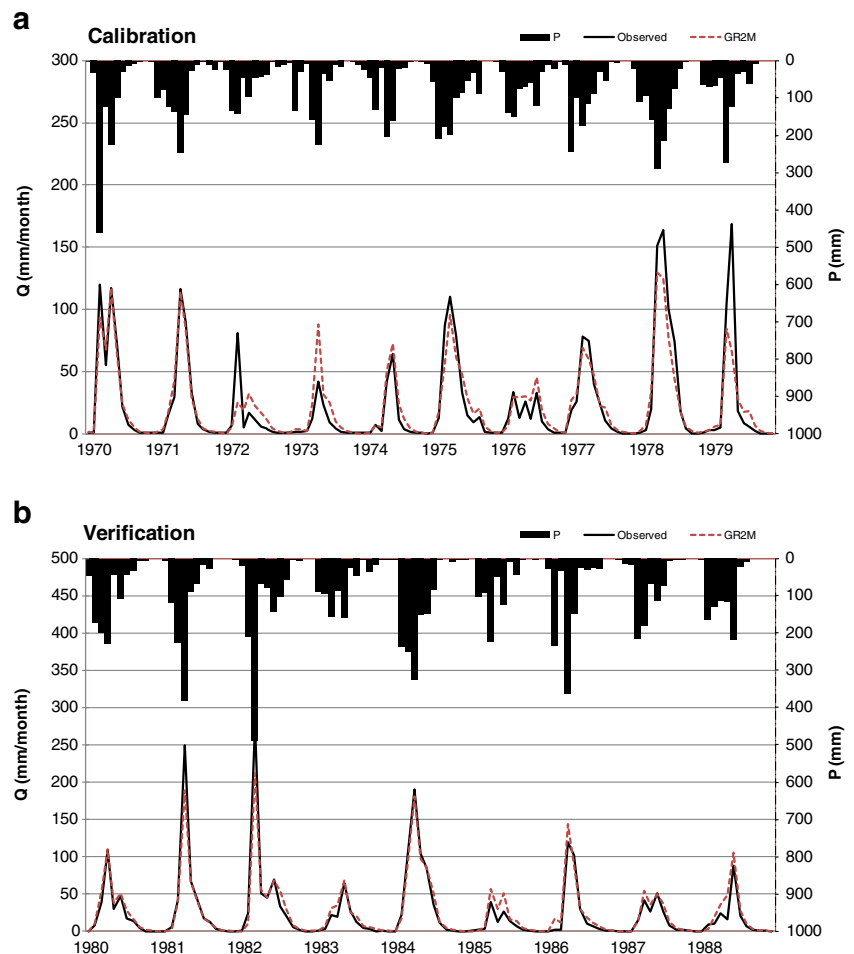 a
Calibration
P Observed GR2M
300 0
250 100
200 200
150 300
100 400
50 500
0 600
700
800
900
1000
Q (mm/month)
P (mm)
1970 1971 1972 1973 1974 1975 1976 1977 1978 1979
b
Verification
P Observed GR2M
500 0
450 100
400 200
350 300
300 400
250 500
200 600
150 700
100 800
50 900
0 1000
Q (mm/month)
P (mm)
1980 1981 1982 1983 1984 1985 1986 1987 1988